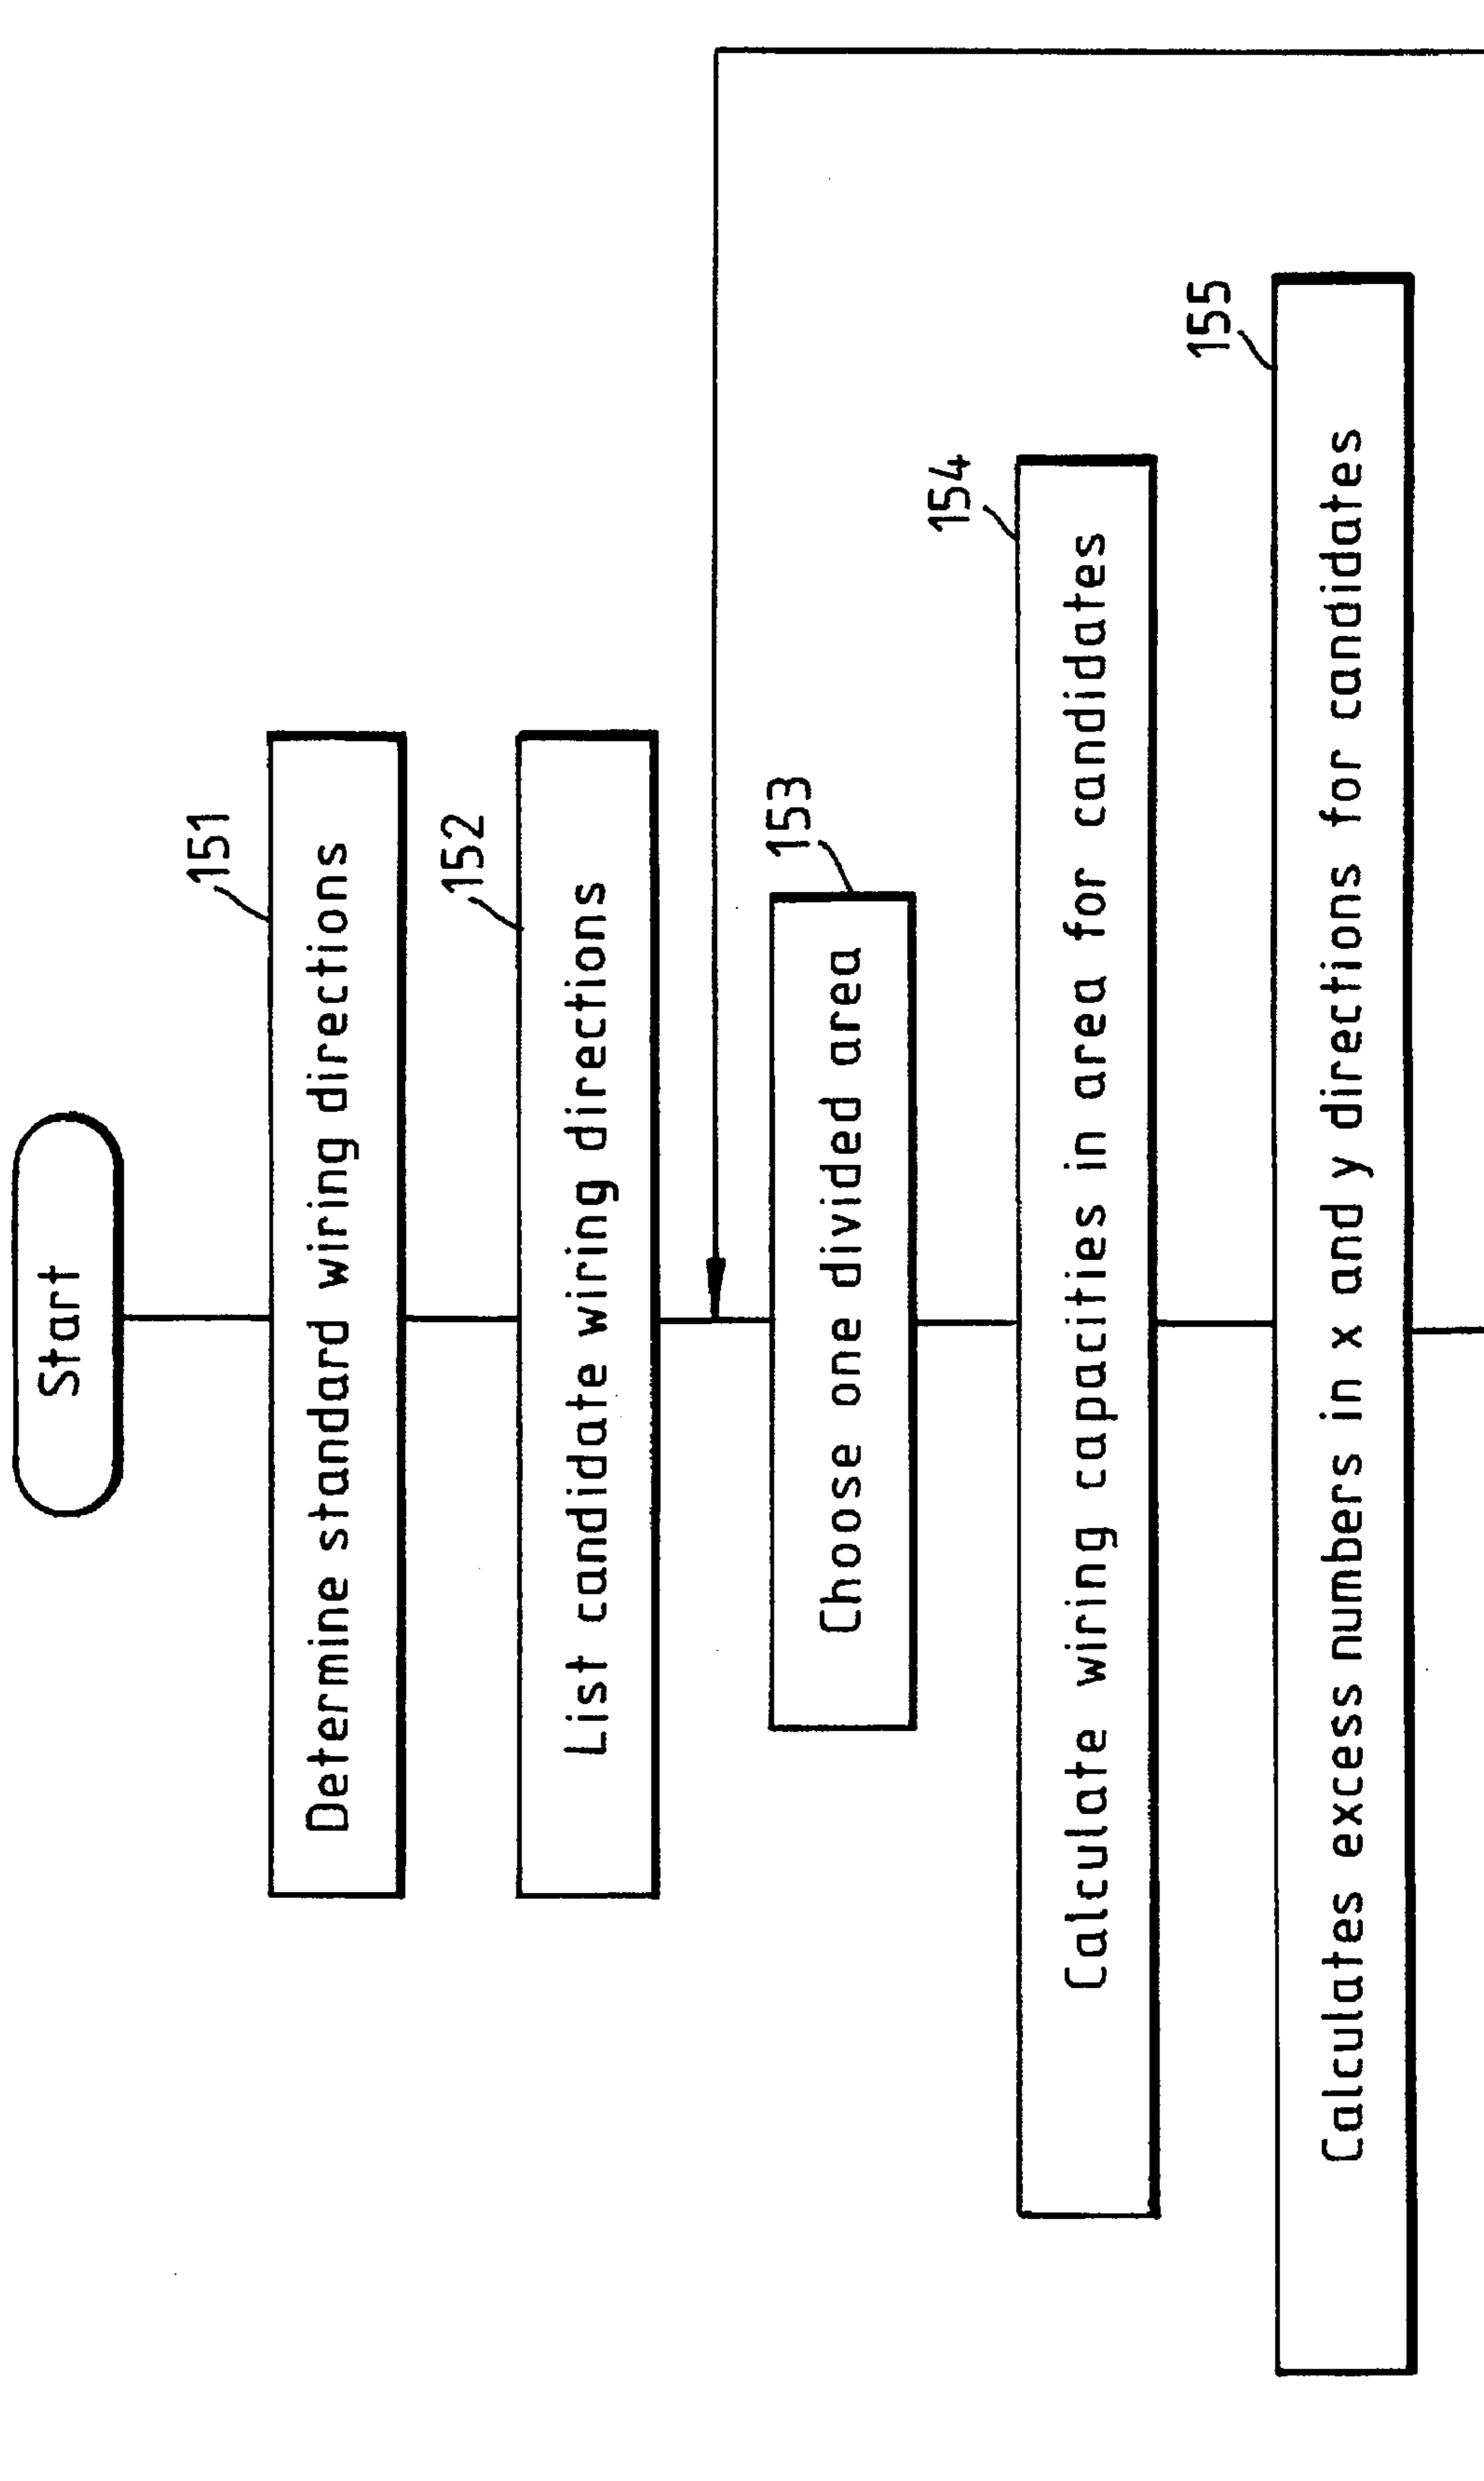 Start
151
Determine standard wiring directions
152
List candidate wiring directions
153
Choose one divided area
154
Calculate wiring capacities in area for candidates
155
Calculates excess numbers in x and y directions for candidates